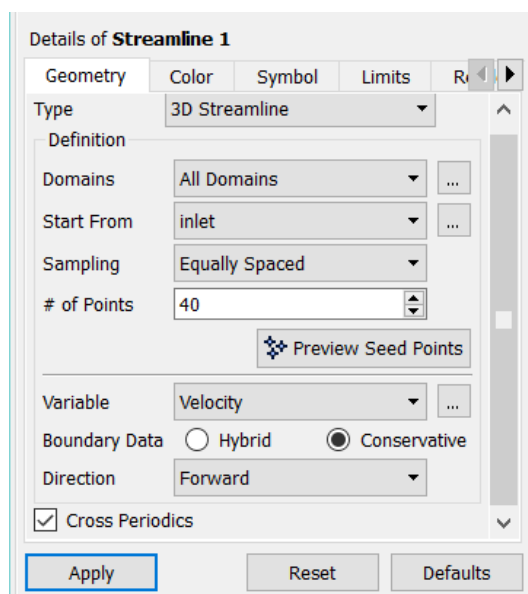 Details of Streamline 1
Geometry Color Symbol Limits
Type 3D Streamline
Definition
Domains All Domains ...
Start From inlet ...
Sampling Equally Spaced
# of Points 40
Preview Seed Points
Variable Velocity ...
Boundary Data Hybrid Conservative
Direction Forward
Cross Periodics
Apply Reset Defaults